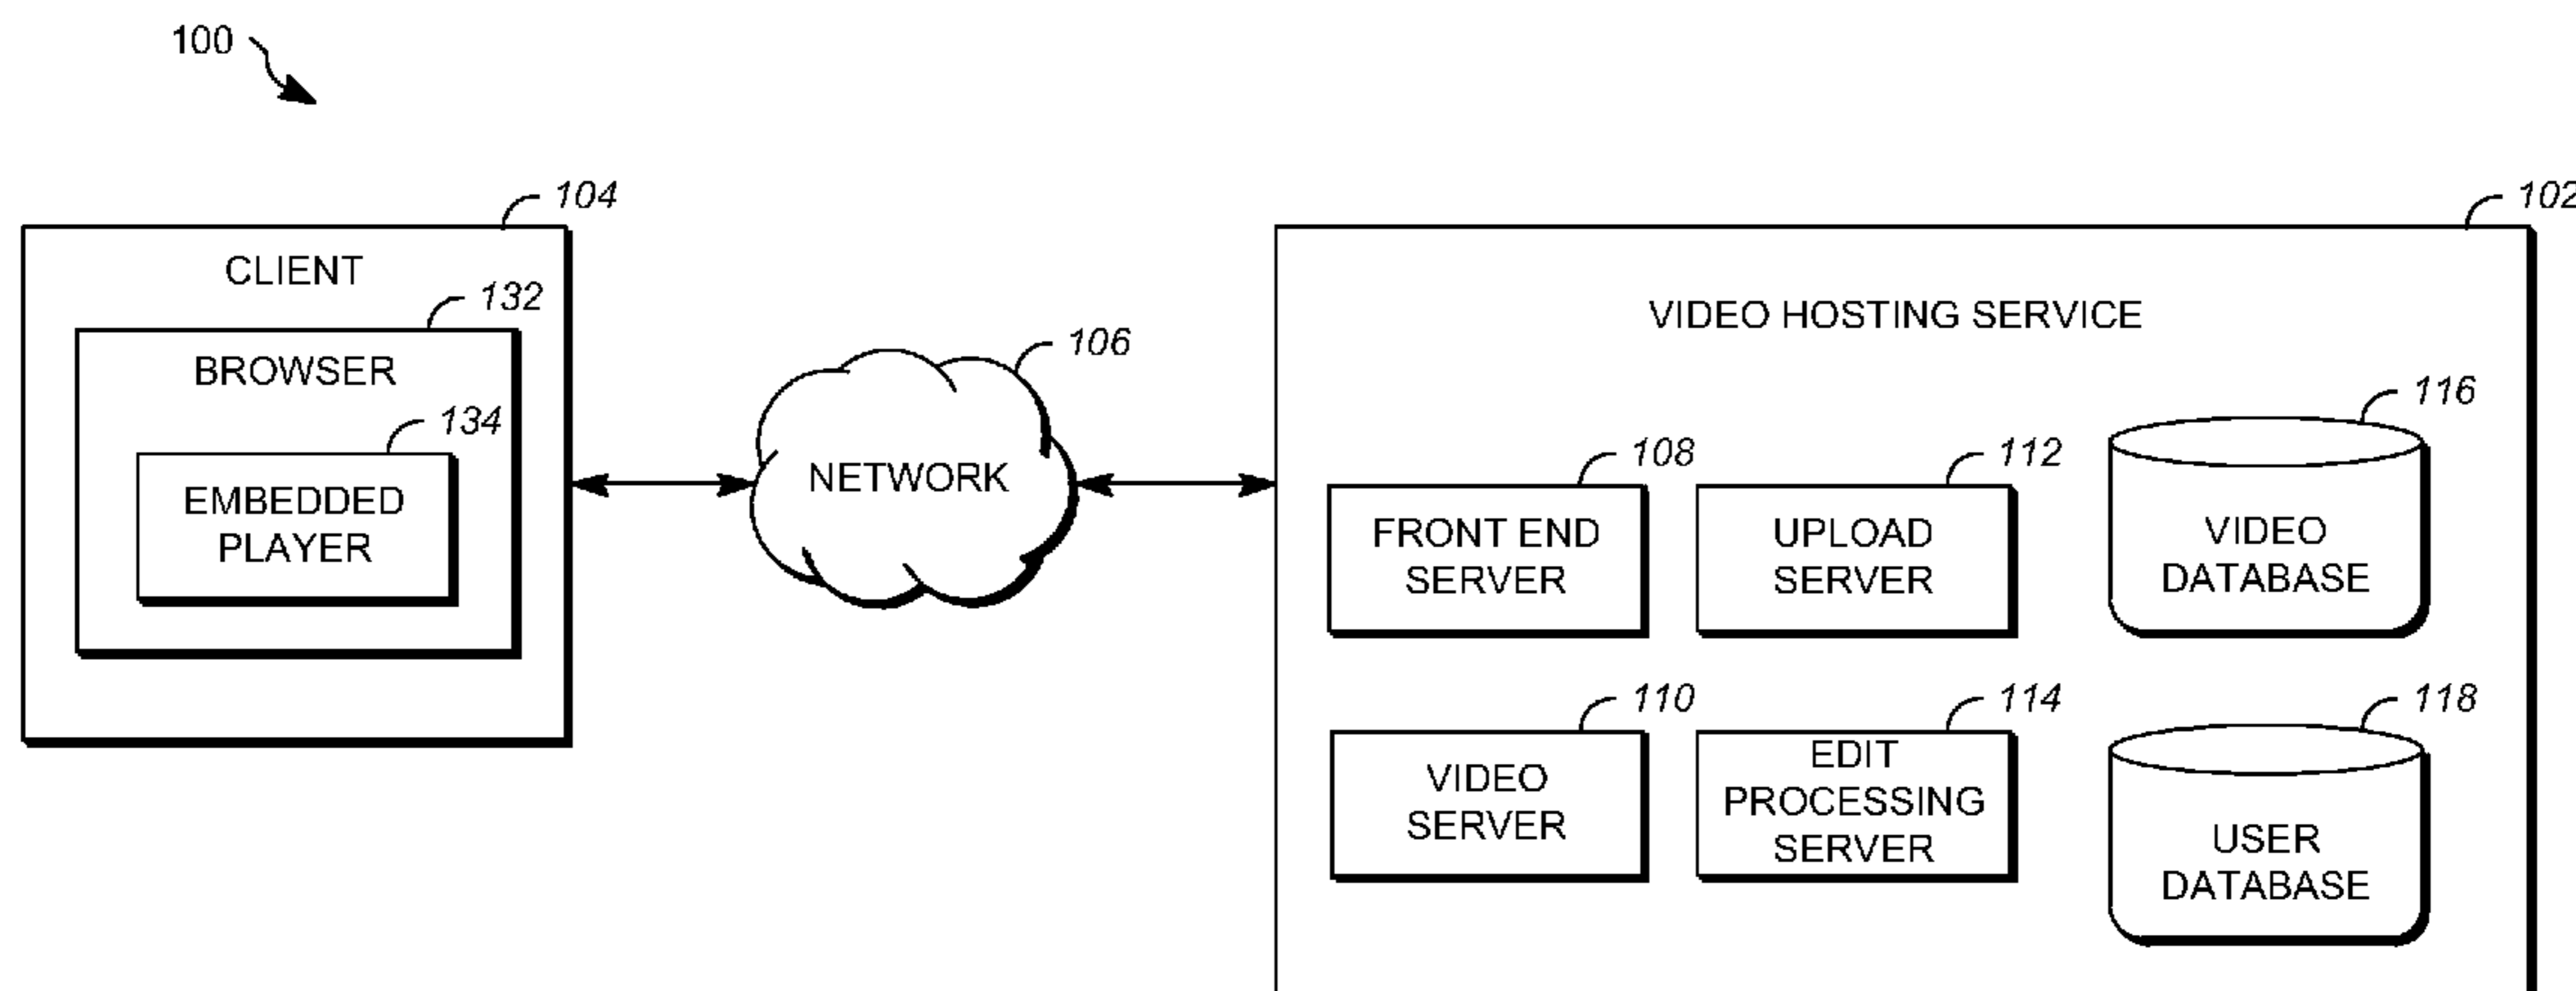 100
104
CLIENT
132
BROWSER
134
EMBEDDED
PLAYER
106
NETWORK
102
VIDEO HOSTING SERVICE
108
FRONT END
SERVER
112
UPLOAD
SERVER
116
VIDEO
DATABASE
110
VIDEO
SERVER
114
EDIT
PROCESSING
SERVER
118
USER
DATABASE